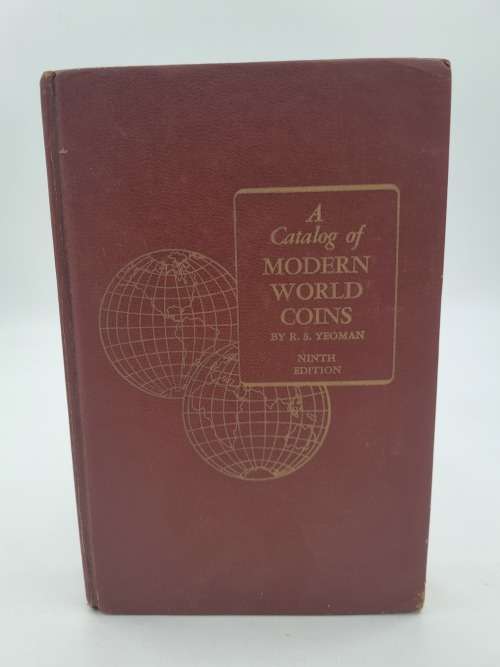 A
Catalog of
MODERN
WORLD
COINS
BY R. S. YEOMAN
NINTH
EDITION